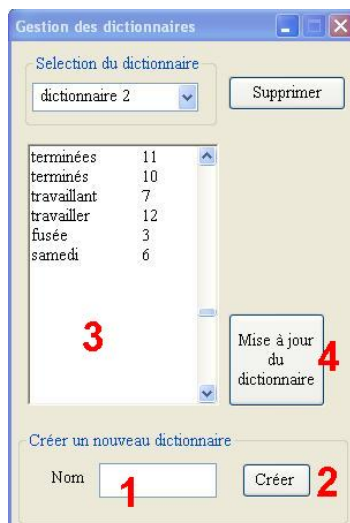 Gestion des dictionnaires
Selection du dictionnaire
dictionnaire 2
Supprimer
terminées 11
terminés 10
travaillant 7
travailler 12
fusée 3
samedi 6
3
Mise à jour
du
dictionnaire
4
Créer un nouveau dictionnaire
Nom
1
Créer
2